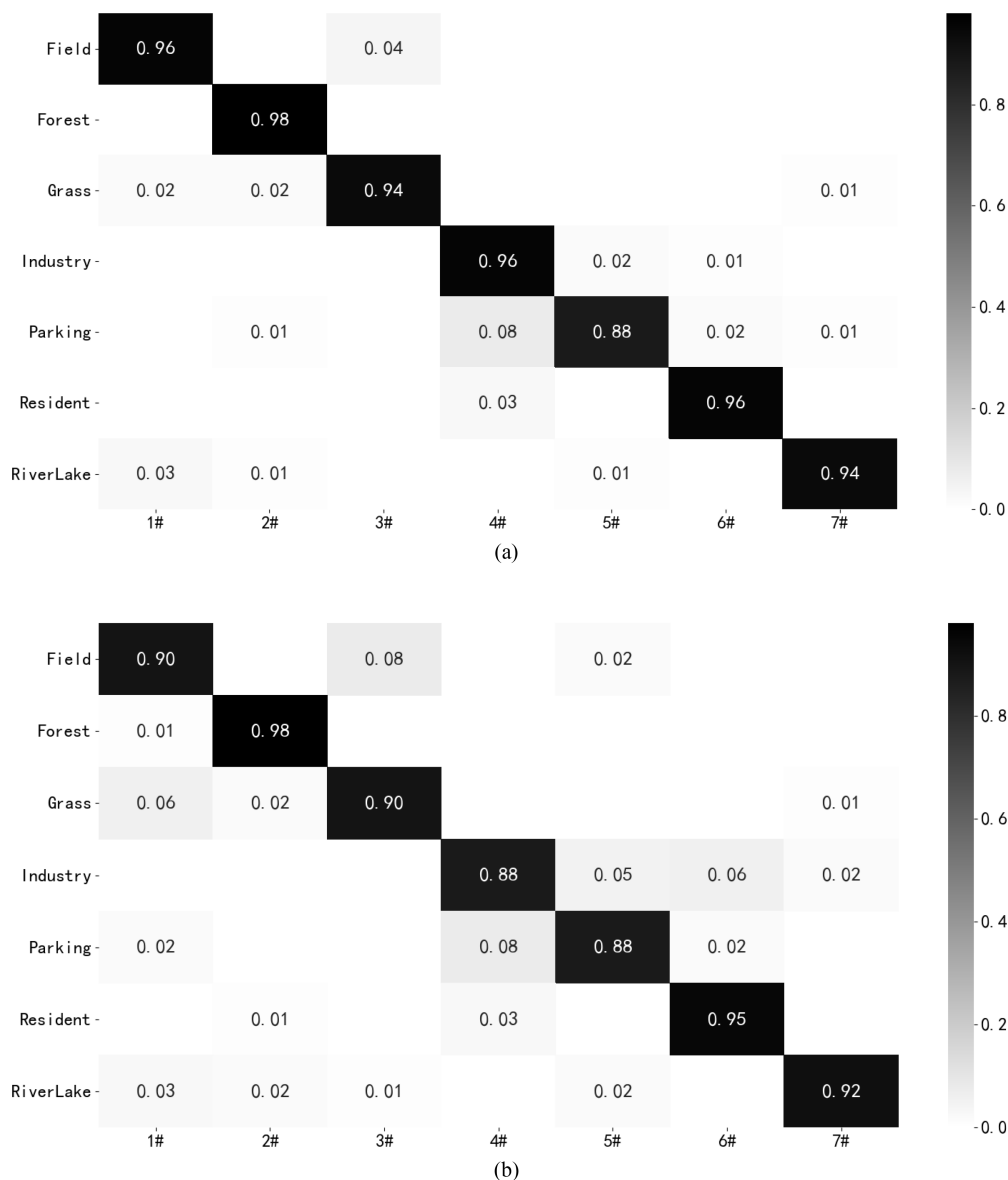 Field 0.96 0.04
0.8
Forest 0.98
0.6
Grass 0.02 0.02 0.94 0.01
Industry 0.96 0.02 0.01
0.4
Parking 0.01 0.08 0.88 0.02 0.01
Resident 0.03 0.96
0.2
RiverLake 0.03 0.01 0.01 0.94
0.0
1# 2# 3# 4# 5# 6# 7#
(a)
Field 0.90 0.08 0.02
0.8
Forest 0.01 0.98
Grass 0.06 0.02 0.90 0.01
0.6
Industry 0.88 0.05 0.06 0.02
0.4
Parking 0.02 0.08 0.88 0.02
Resident 0.01 0.03 0.95
0.2
RiverLake 0.03 0.02 0.01 0.02 0.92
0.0
1# 2# 3# 4# 5# 6# 7#
(b)